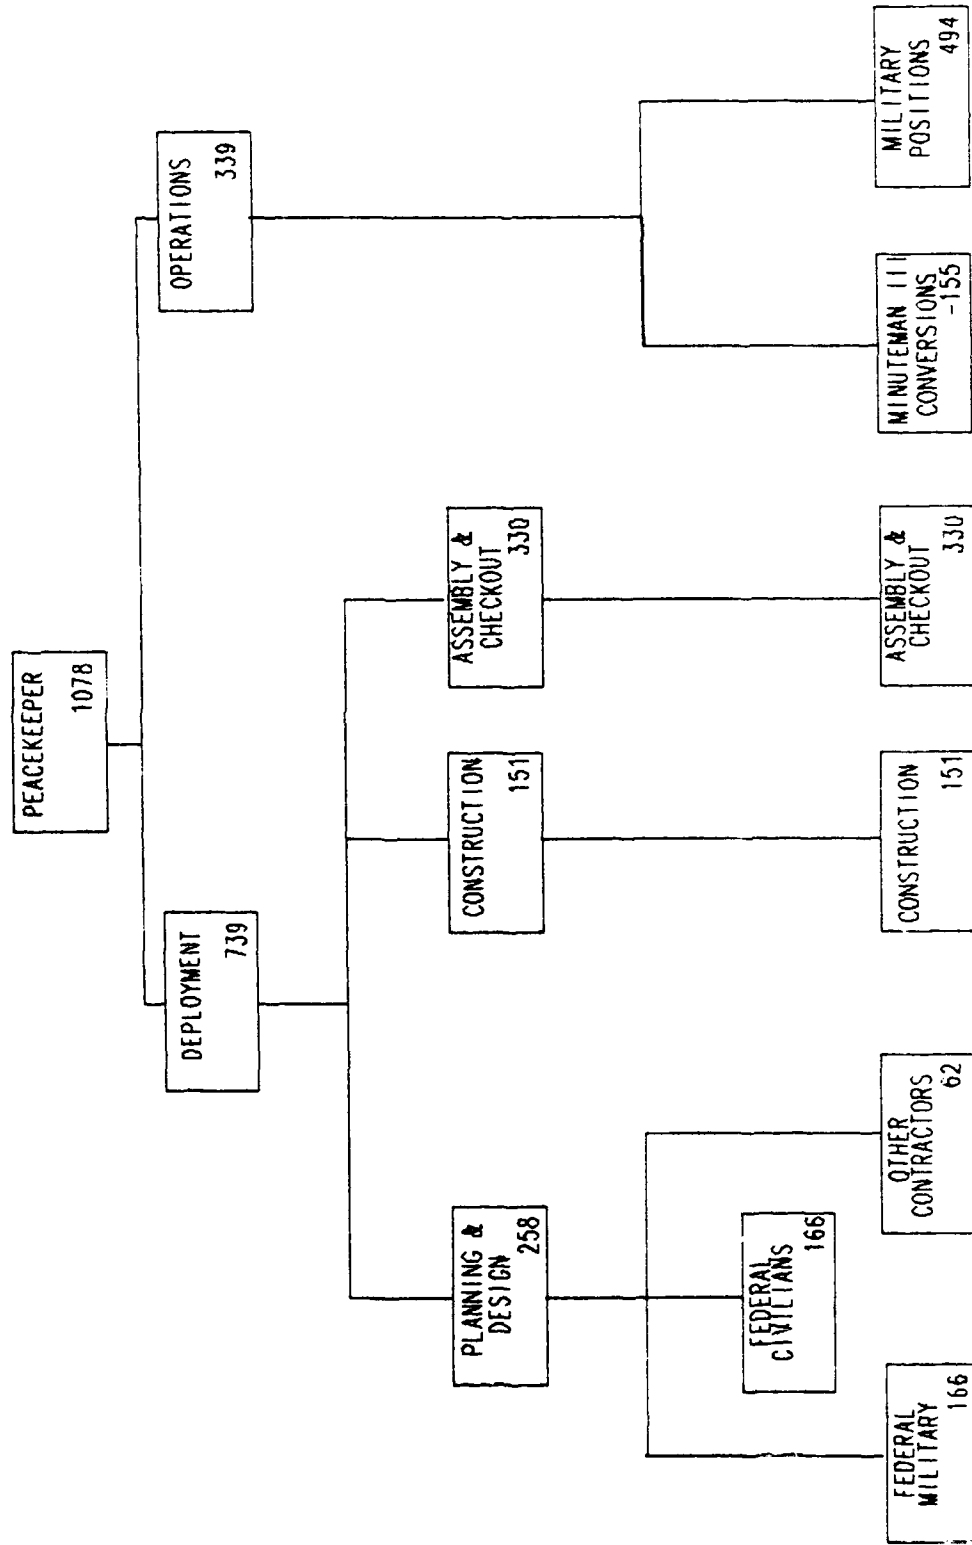 PEACEKEEPER
1078
DEPLOYMENT
739
OPERATIONS
339
PLANNING &
DESIGN
258
CONSTRUCTION
151
ASSEMBLY &
CHECKOUT
330
FEDERAL
CIVILIANS
166
FEDERAL
MILITARY
166
OTHER
CONTRACTORS
62
CONSTRUCTION
151
ASSEMBLY &
CHECKOUT
330
MINUTEMAN III
CONVERSIONS
-155
MILITARY
POSITIONS
494